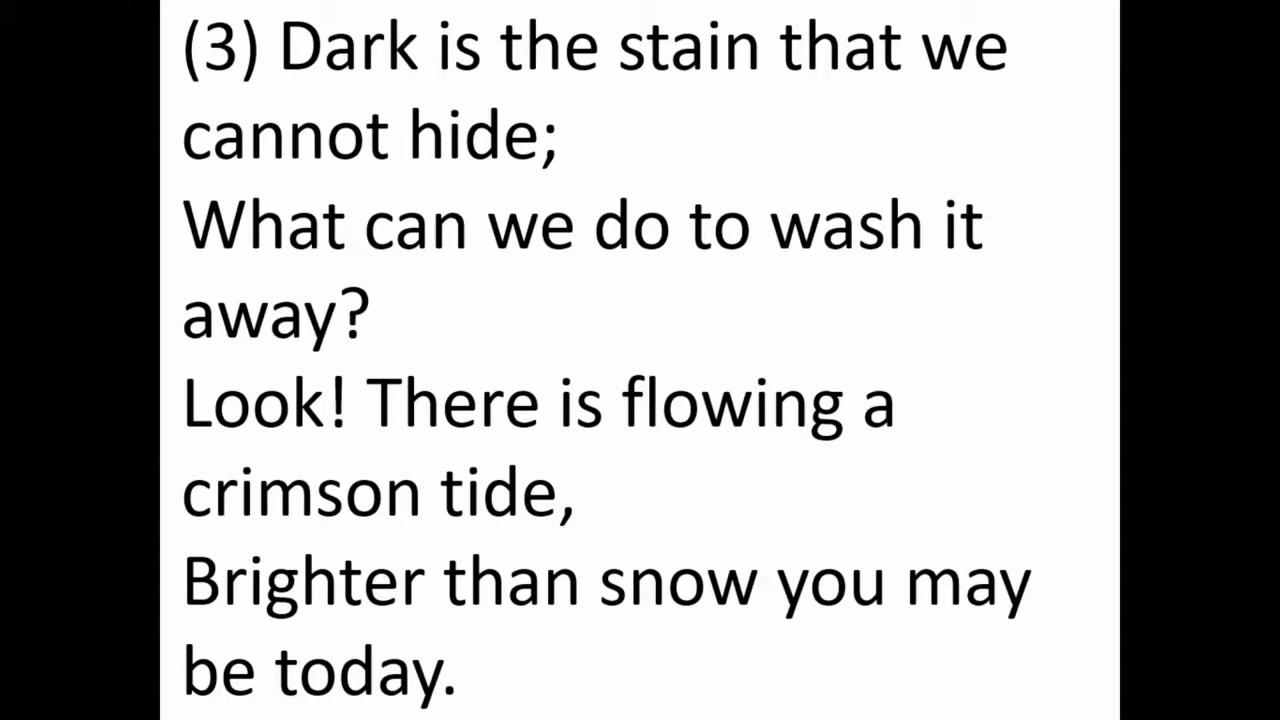 (3) Dark is the stain that we
cannot hide;
What can we do to wash it
away?
Look! There is flowing a
crimson tide,
Brighter than snow you may
be today.